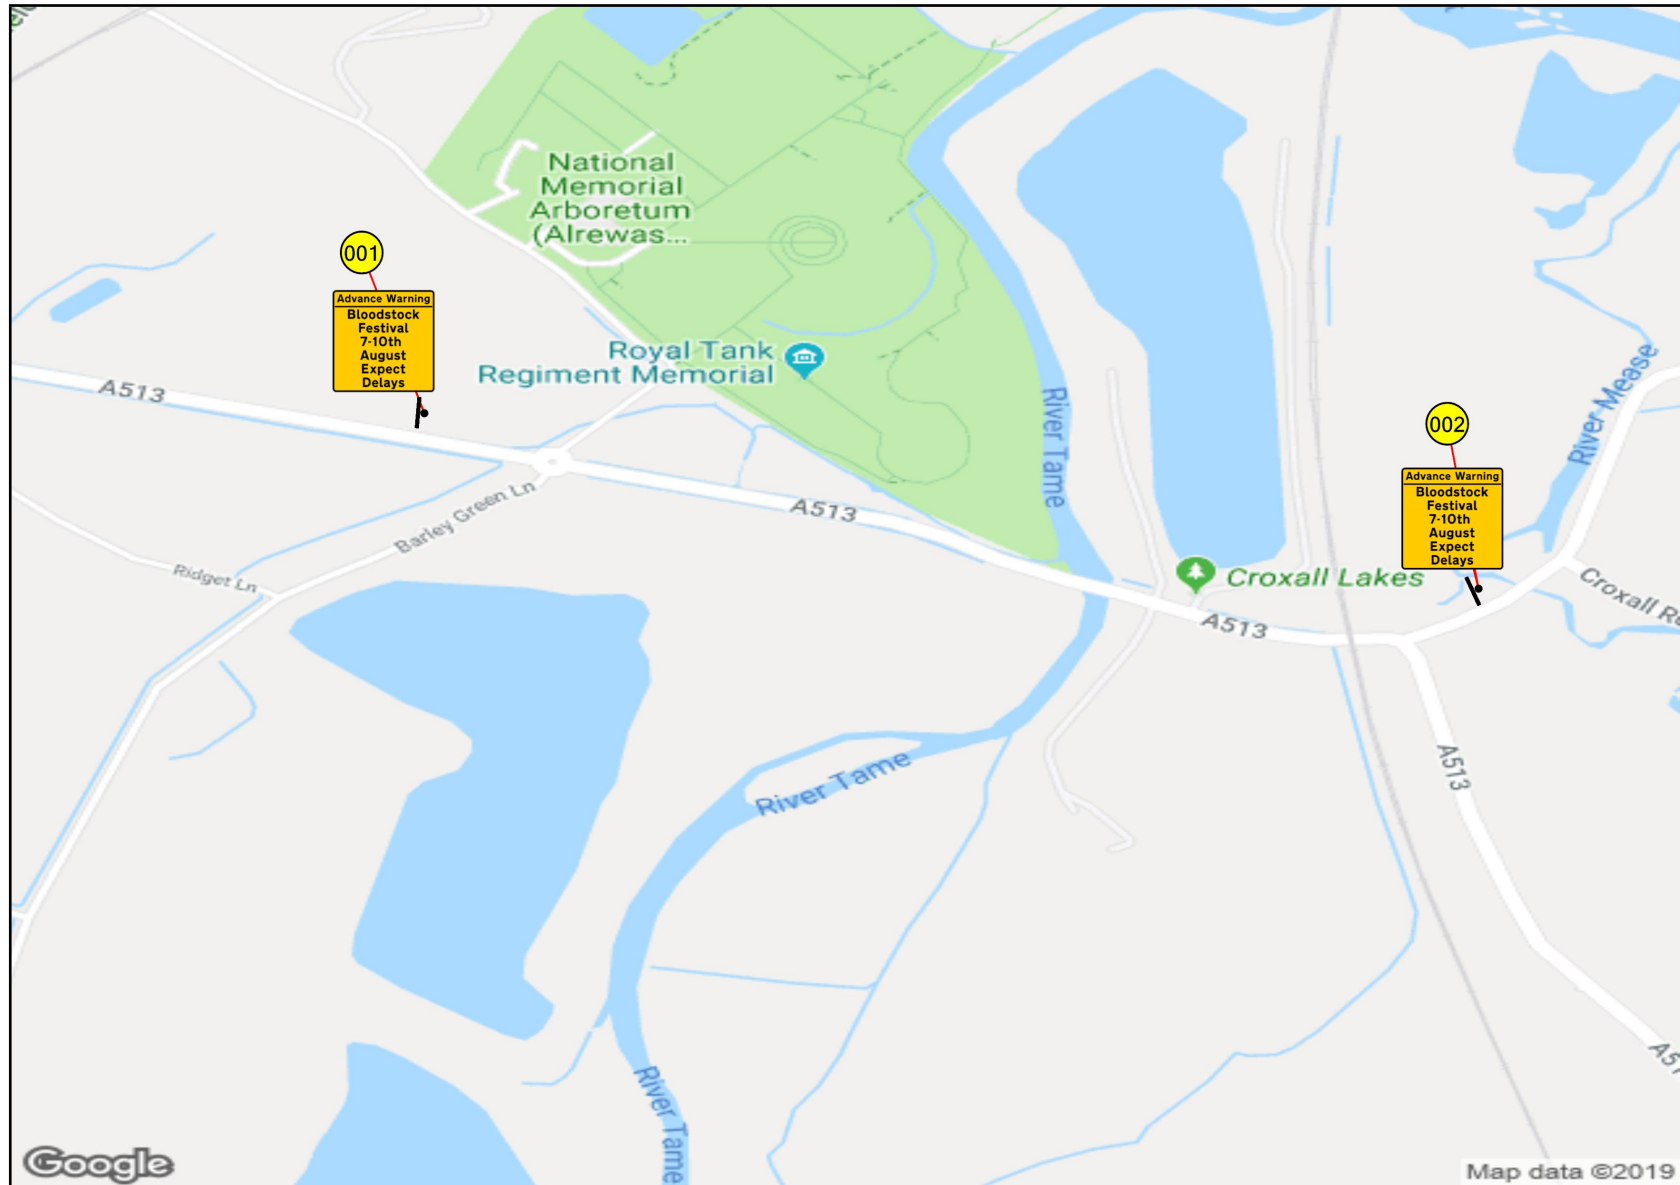 National
Memorial
Arboretum
(Alrewas...
001
Advance Warning
Bloodstock
Festival
7-10th
August
Expect
Delays
Royal Tank
Regiment Memorial
A513
River Tame
River Mease
002
Advance Warning
Bloodstock
Festival
7-10th
August
Expect
Delays
A513
Barley Green Ln
Ridget Ln
Croxall Lakes
Croxall
A513
River Tame
A513
River Tame
Google
Map data ©2019